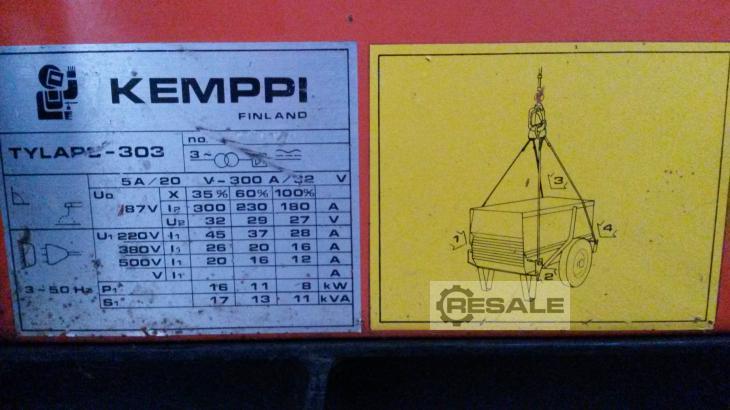 KEMPPI
FINLAND
no.
TYLAPE-303
3~
5A/20 V-300 A/32 V
U₀ X 35% 60% 100%
87V I₂ 300 230 180 A
U₂ 32 29 27 V
U₁ 220V I₁ 45 37 28 A
380V I₁ 26 20 16 A
500V I₁ 20 16 12 A
V I₁ A
3~50 Hz P₁ 16 11 8 kW
S₁ 17 13 11 kVA
3
1
4
2
RESALE